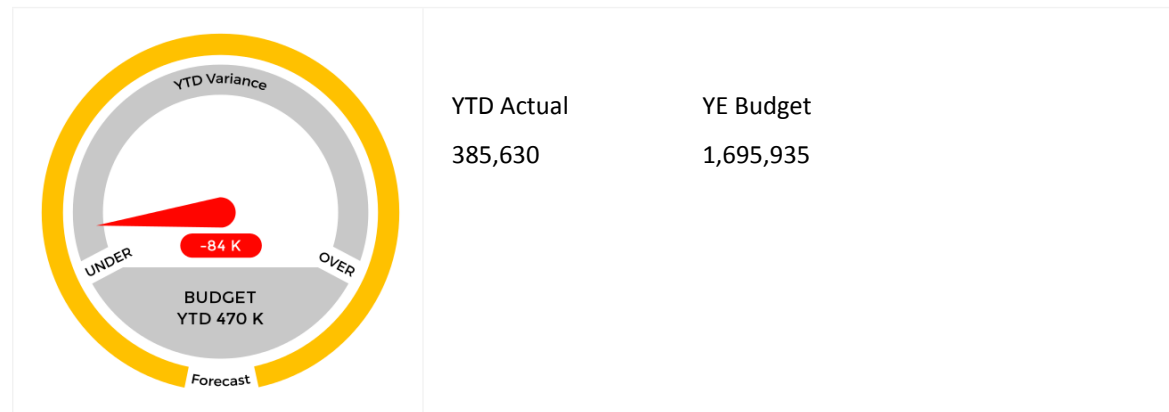 YTD Variance
-84 K
UNDER
OVER
BUDGET
YTD 470 K
Forecast
YTD Actual YE Budget
385,630 1,695,935